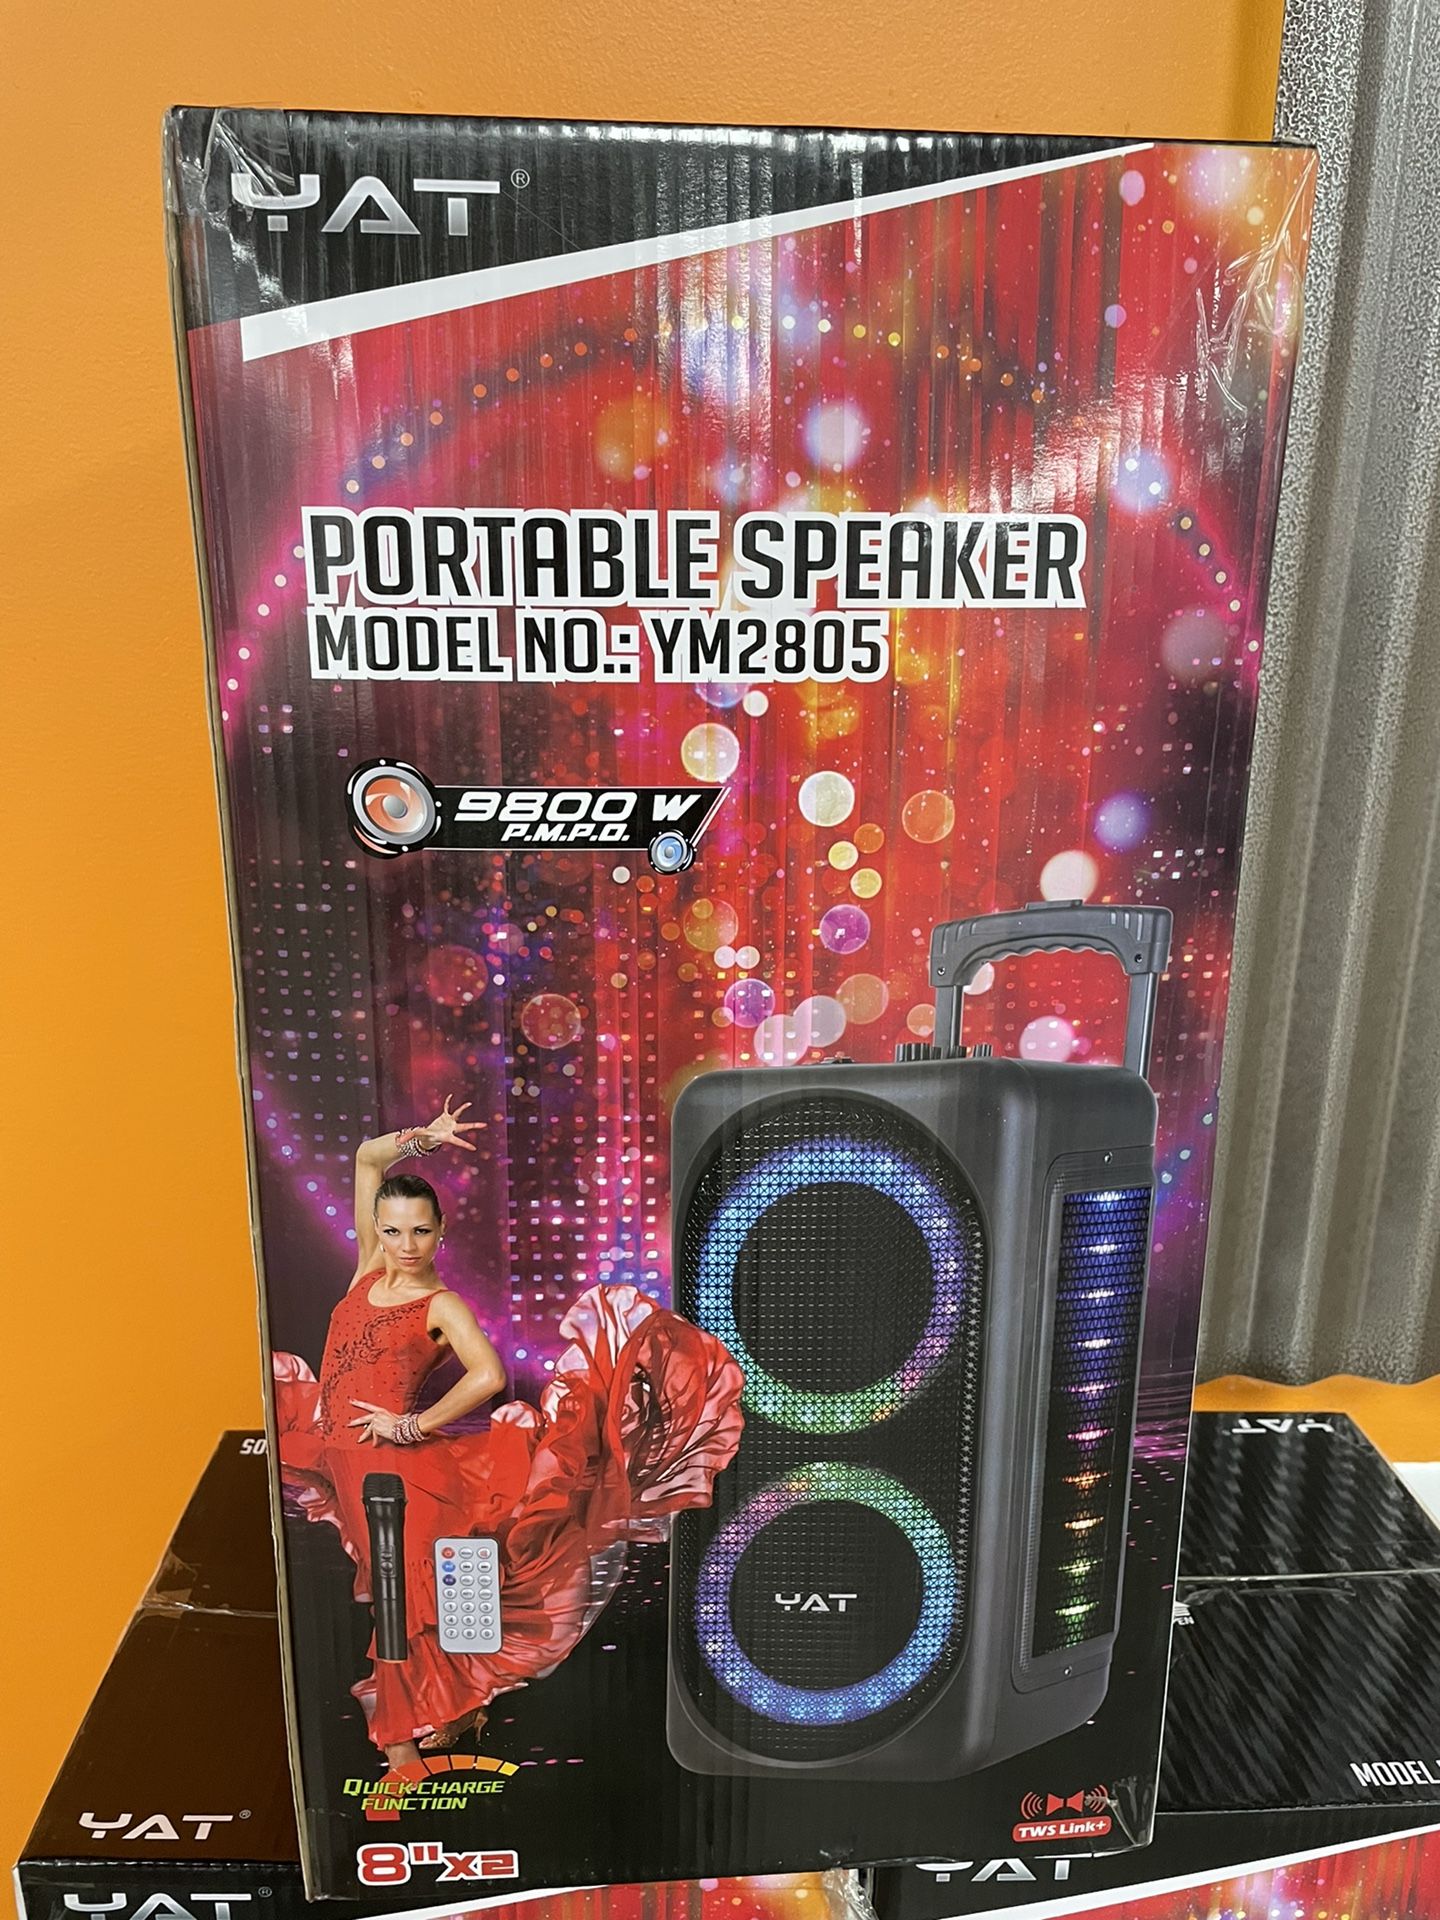 YAT®
PORTABLE SPEAKER
MODEL NO.: YM2805
9800 W
P.M.P.O.
YAT
QUICK-CHARGE
FUNCTION
8"x2
TWS Link+
YAT
MODEL
YAT®
YAT®
YAT